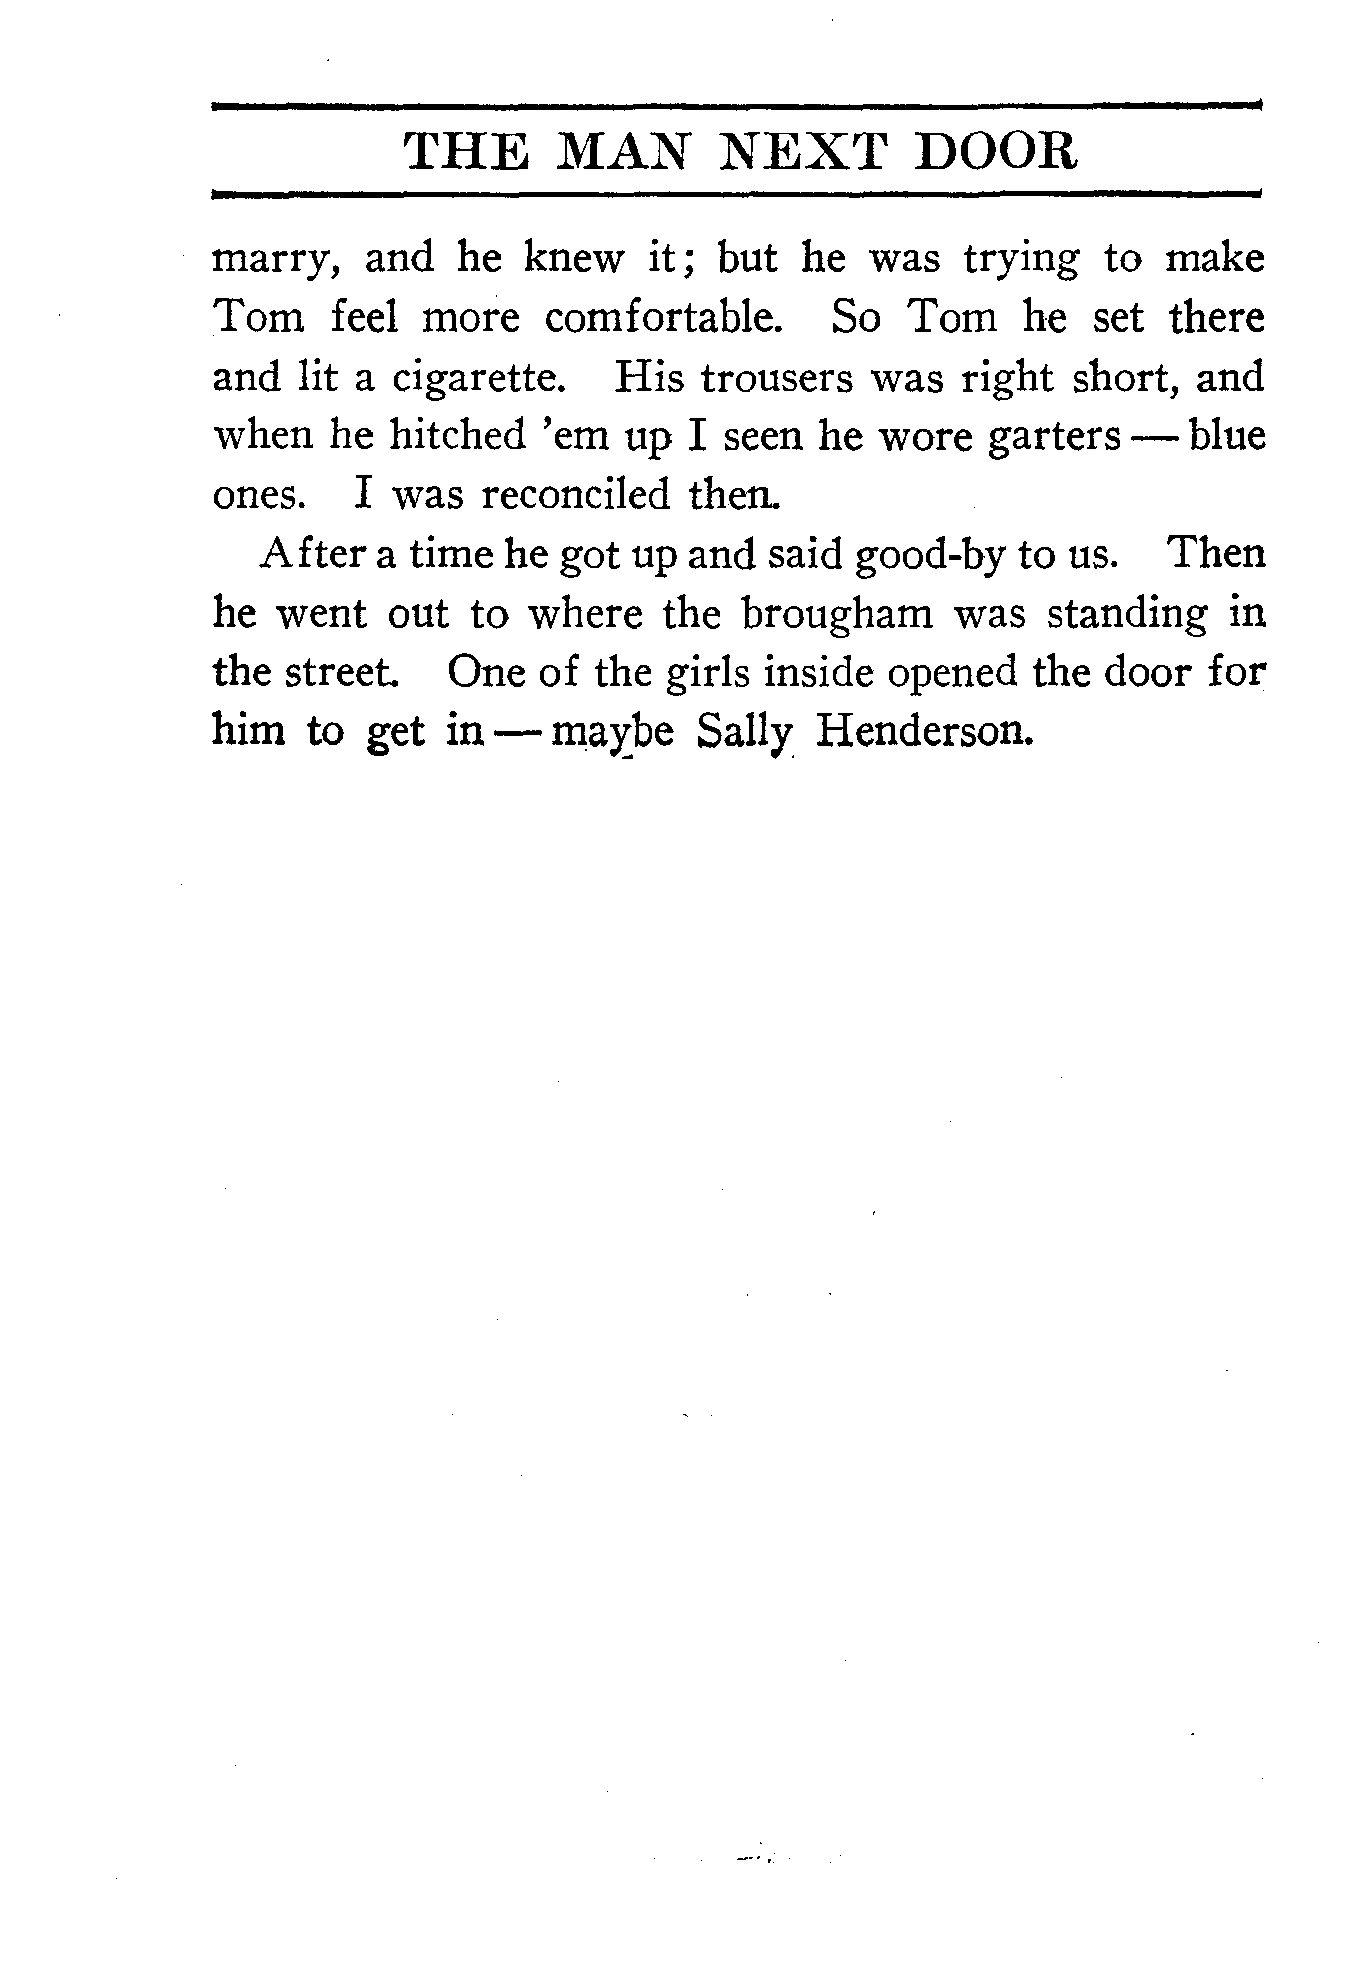 THE MAN NEXT DOOR
marry, and he knew it; but he was trying to make
Tom feel more comfortable. So Tom he set there
and lit a cigarette. His trousers was right short, and
when he hitched 'em up I seen he wore garters — blue
ones. I was reconciled then.
After a time he got up and said good-by to us. Then
he went out to where the brougham was standing in
the street. One of the girls inside opened the door for
him to get in — maybe Sally Henderson.